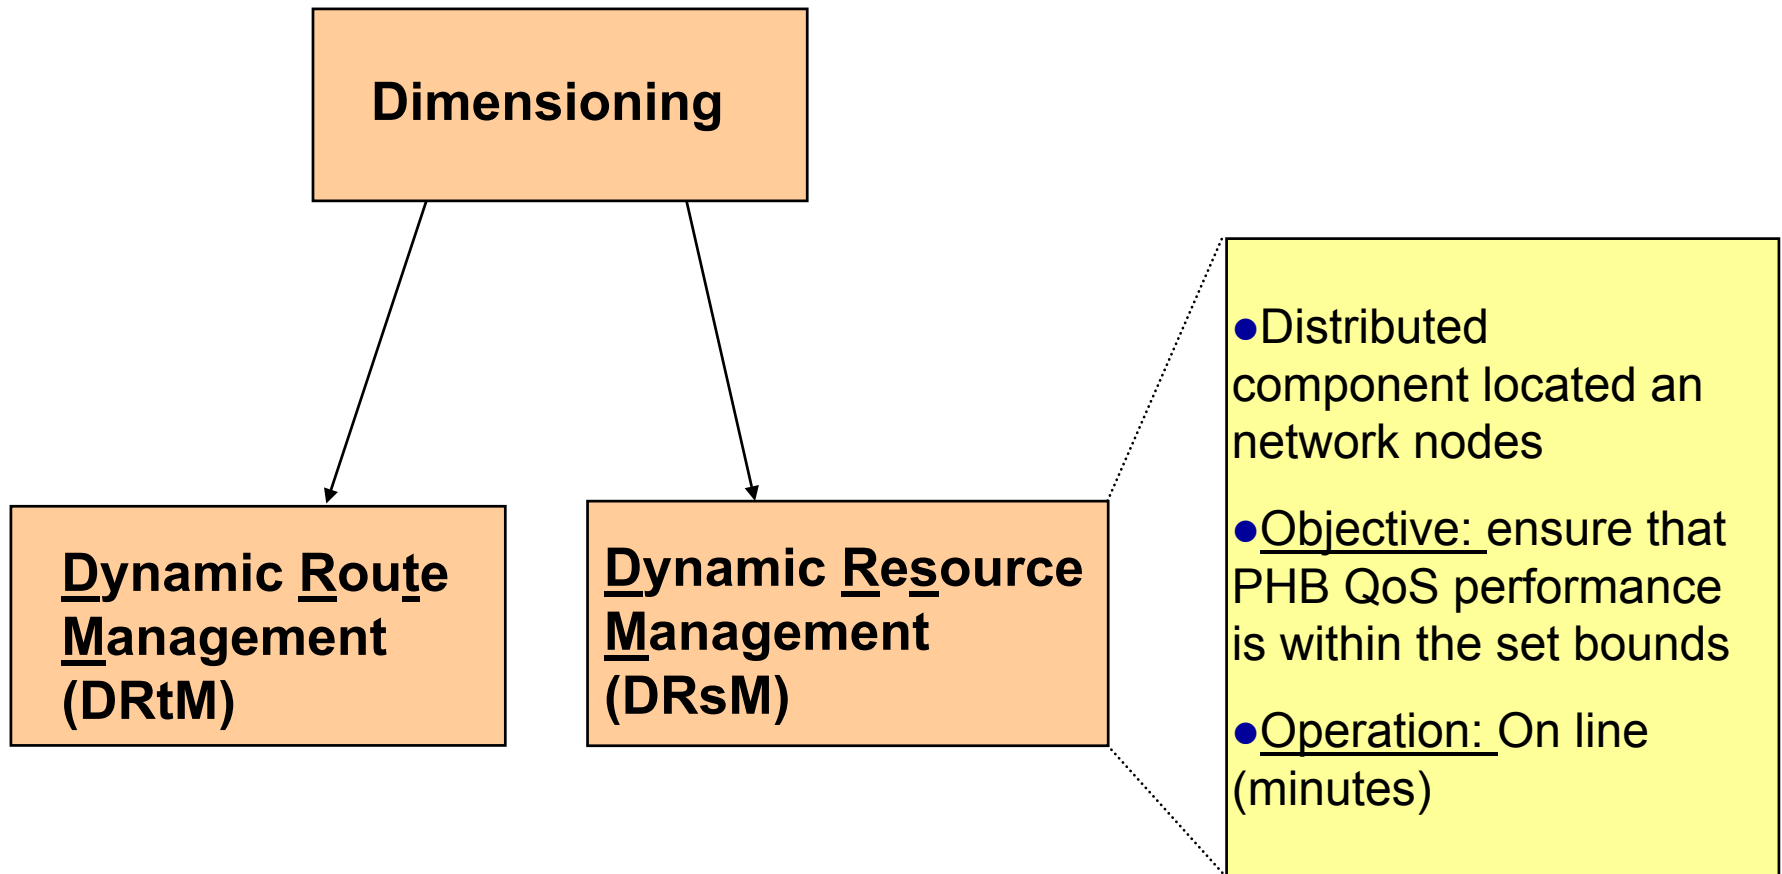 Dimensioning
Dynamic Route
Management
(DRtM)
Dynamic Resource
Management
(DRsM)
●Distributed
component located an
network nodes
●Objective: ensure that
PHB QoS performance
is within the set bounds
●Operation: On line
(minutes)